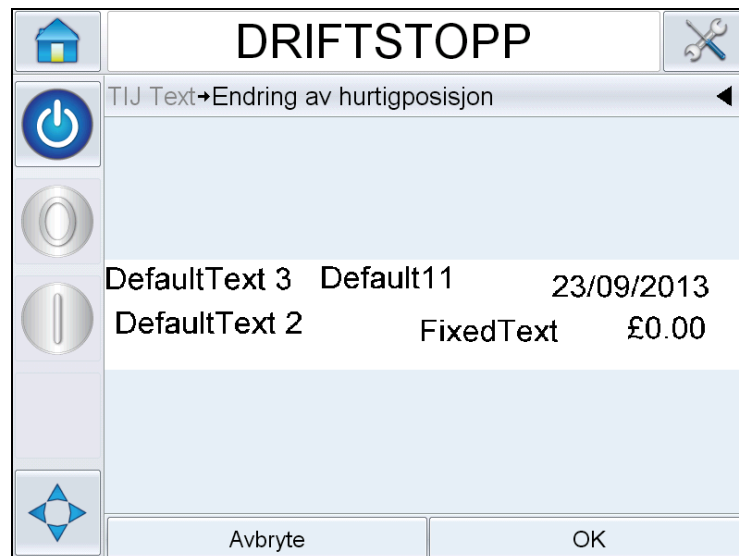 DRIFTSTOPP
TIJ Text→Endring av hurtigposisjon
DefaultText 3 Default11 23/09/2013
DefaultText 2 FixedText £0.00
Avbryte OK